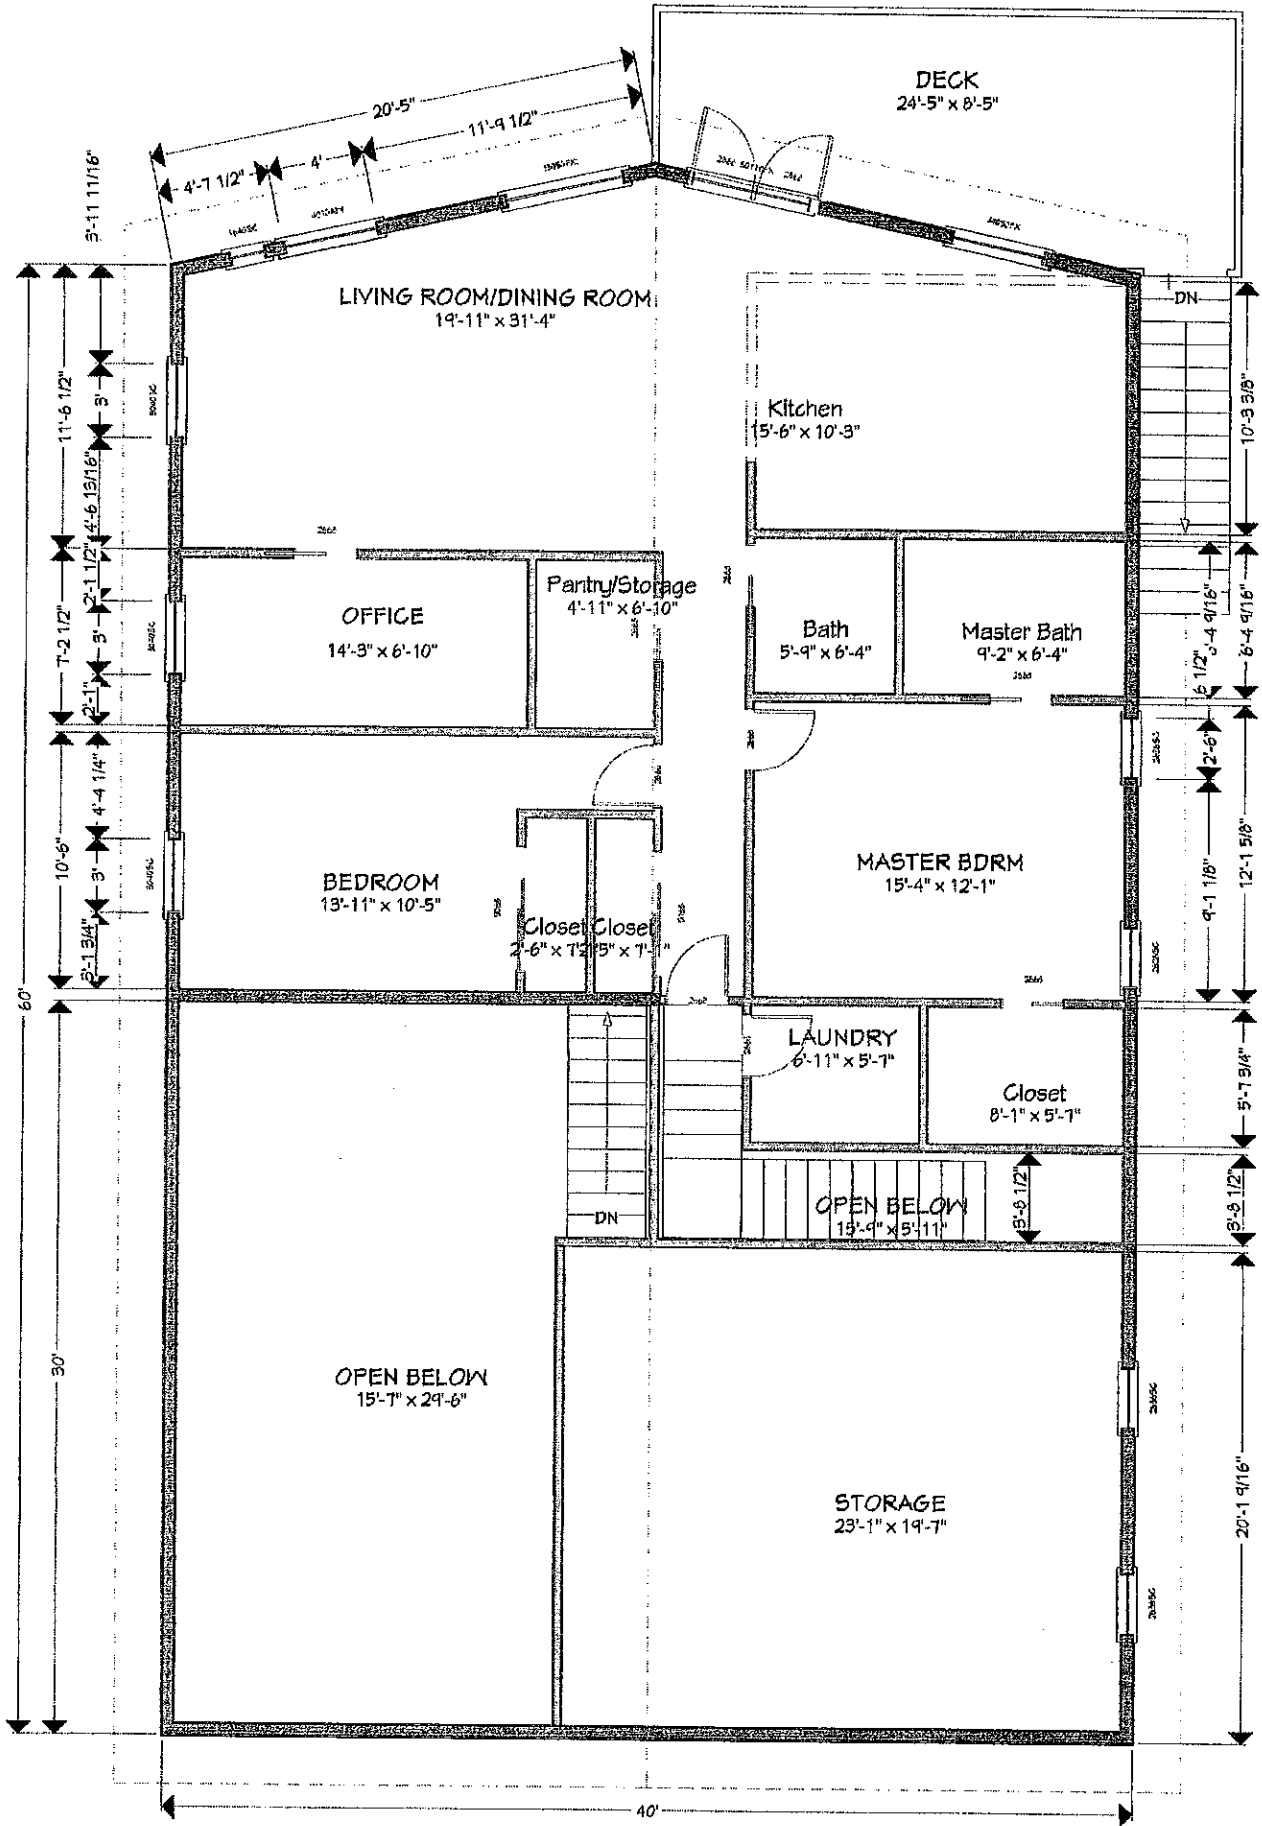 DECK
24'-5" x 8'-5"
20'-5"
11'-9 1/2"
4'
4'-7 1/2"
3'-11 11/16"
LIVING ROOM/DINING ROOM
19'-11" x 31'-4"
DN
Kitchen
15'-6" x 10'-3"
10'-3 3/8"
11'-6 1/2"
3'
4'-6 13/16"
2'-1 1/2"
7'-2 1/2"
3'
2'-1"
OFFICE
14'-3" x 6'-10"
Pantry/Storage
4'-11" x 6'-10"
2668
Bath
5'-9" x 6'-4"
Master Bath
9'-2" x 6'-4"
6'-4 9/16"
6 1/2"
2'-6"
4'-4 1/4"
10'-6"
3'
3'-1 3/4"
BEDROOM
13'-11" x 10'-5"
Closet
Closet
MASTER BDRM
15'-4" x 12'-1"
9'-1 1/8"
12'-1 5/8"
60'
LAUNDRY
6'-11" x 5'-7"
Closet
8'-1" x 5'-7"
5'-7 3/4"
DN
OPEN BELOW
15'-9" x 5'-11"
3'-8 1/2"
3'-8 1/2"
30'
OPEN BELOW
15'-7" x 29'-6"
STORAGE
23'-1" x 19'-7"
20'-1 9/16"
40'